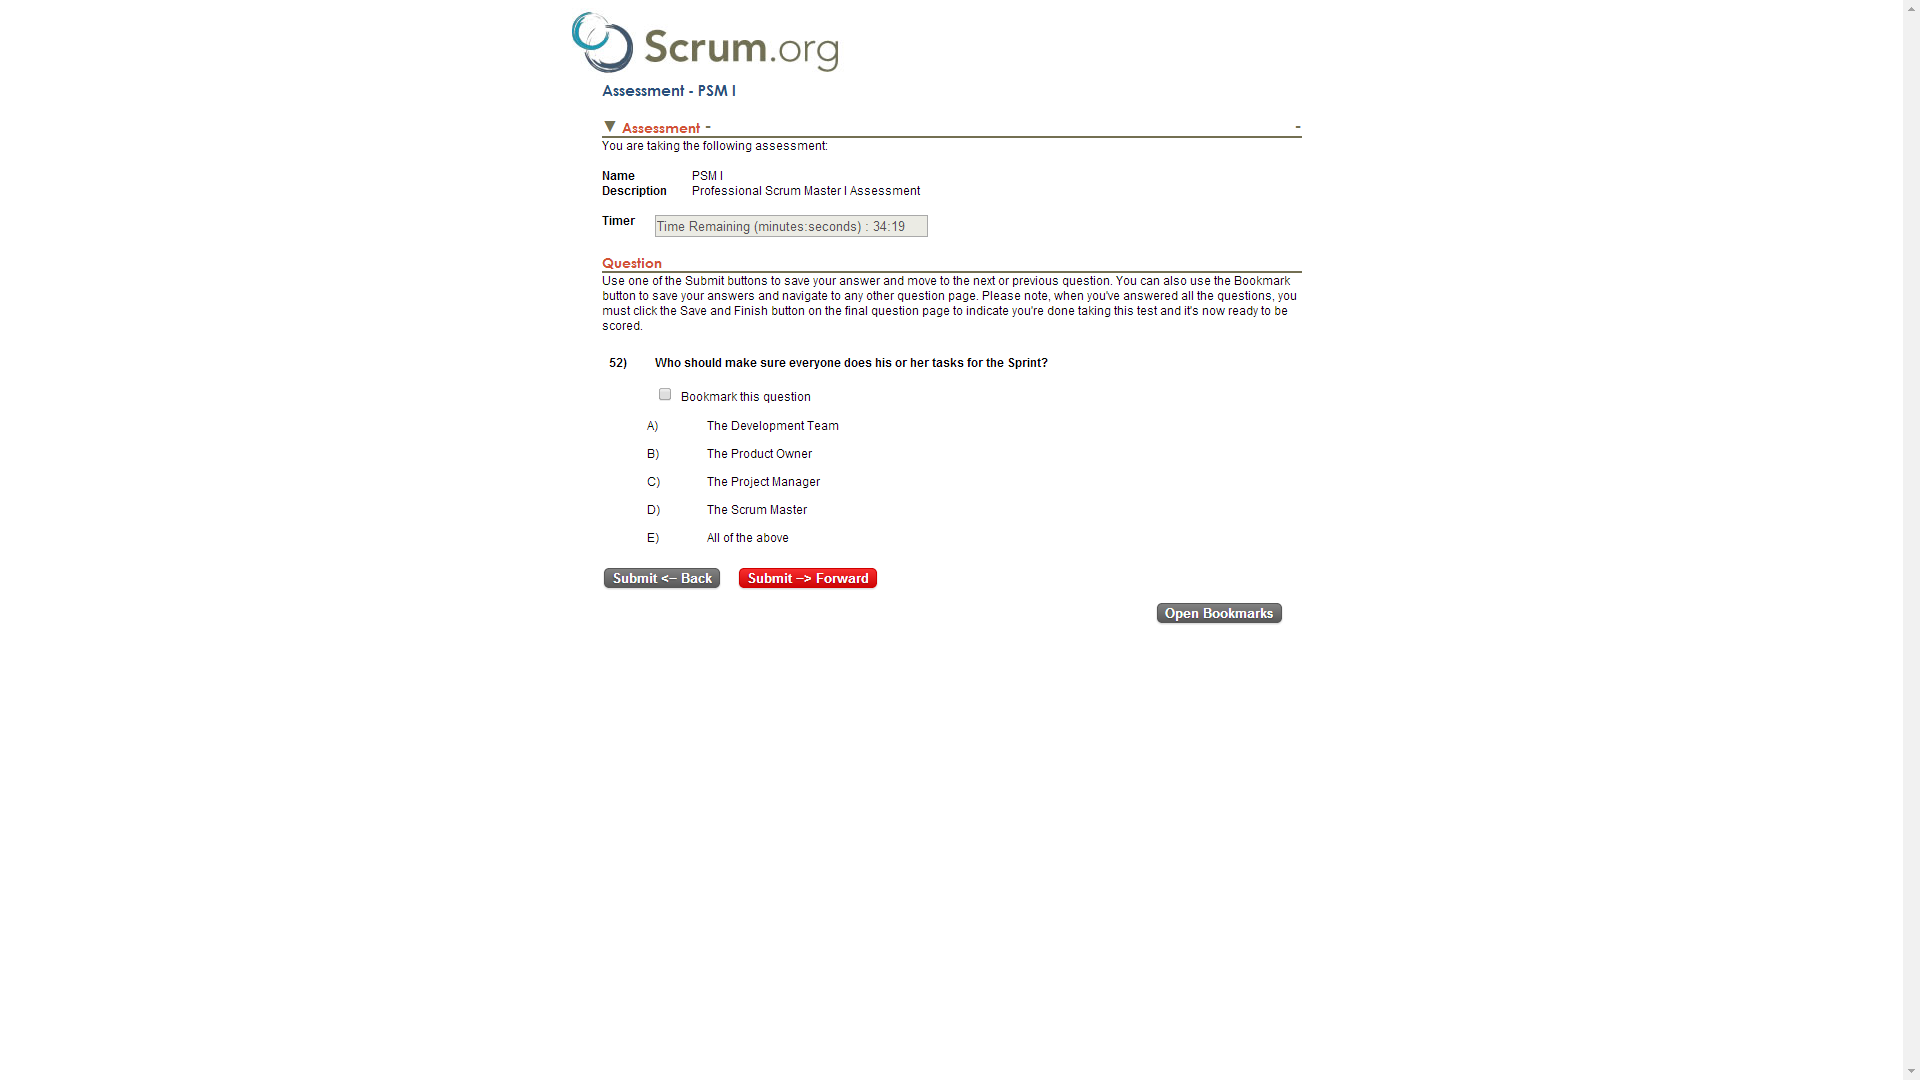 Scrum.org
Assessment - PSM I
▼ Assessment - -
You are taking the following assessment:
Name PSM I
Description Professional Scrum Master I Assessment
Timer Time Remaining (minutes:seconds) : 34:19
Question
Use one of the Submit buttons to save your answer and move to the next or previous question. You can also use the Bookmark
button to save your answers and navigate to any other question page. Please note, when you've answered all the questions, you
must click the Save and Finish button on the final question page to indicate you're done taking this test and it's now ready to be
scored.
52) Who should make sure everyone does his or her tasks for the Sprint?
Bookmark this question
A) The Development Team
B) The Product Owner
C) The Project Manager
D) The Scrum Master
E) All of the above
Submit <-- Back Submit --> Forward
Open Bookmarks